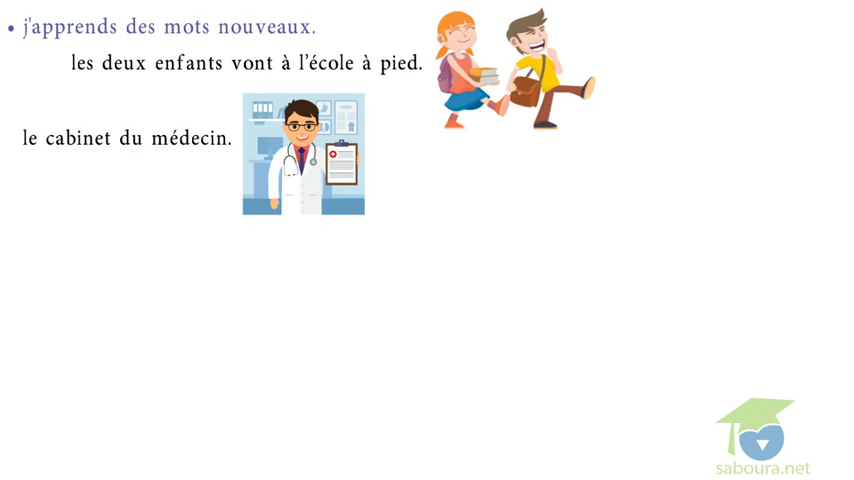 • j'apprends des mots nouveaux.
les deux enfants vont à l'école à pied.
le cabinet du médecin.
saboura.net